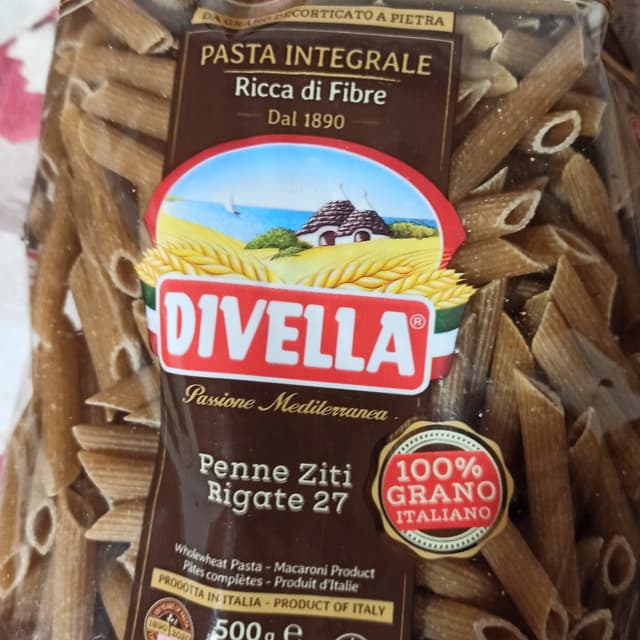 DA GRANO DECORTICATO A PIETRA
PASTA INTEGRALE
Ricca di Fibre
Dal 1890
DIVELLA®
Passione Mediterranea
Penne Ziti
Rigate 27
100%
GRANO
ITALIANO
Wholewheat Pasta - Macaroni Product
Pâtes complètes - Produit d'Italie
PRODOTTA IN ITALIA - PRODUCT OF ITALY
500g e